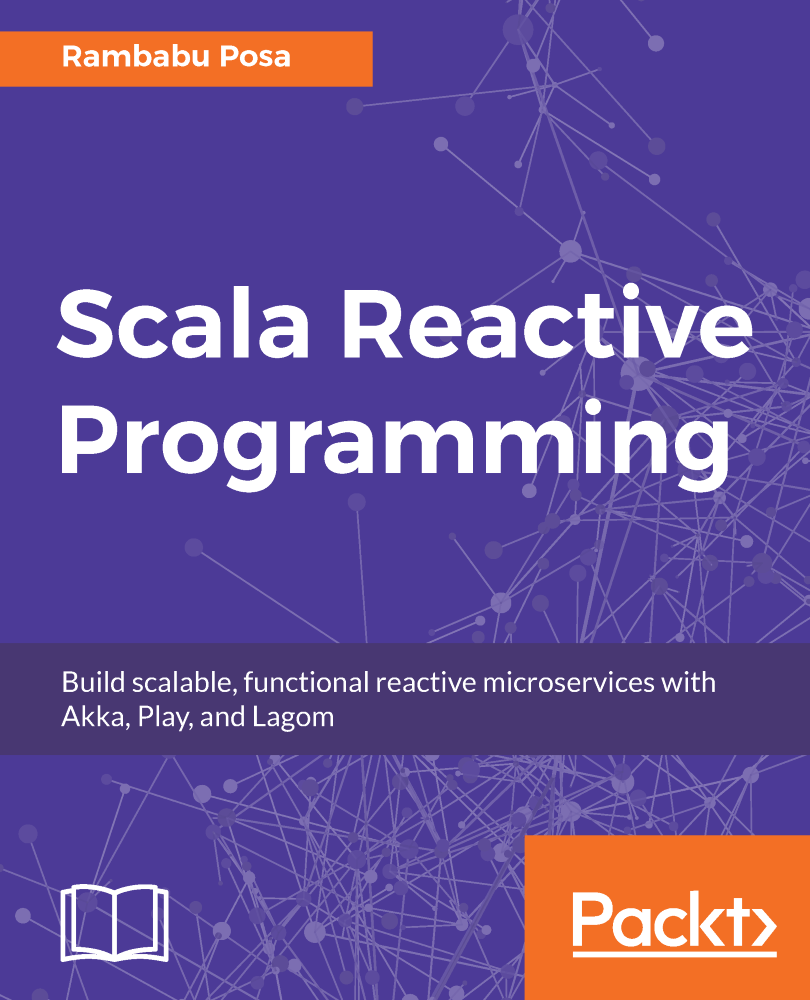 Rambabu Posa
Scala Reactive
Programming
Build scalable, functional reactive microservices with
Akka, Play, and Lagom
Packt